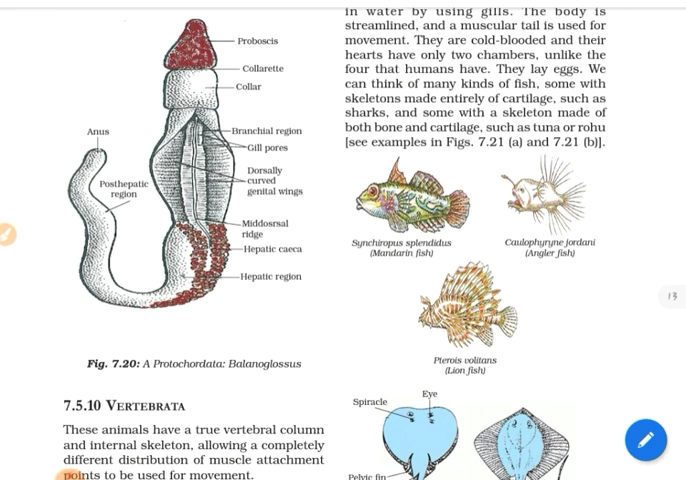 Proboscis
Collarette
Collar
Branchial region
Gill pores
Dorsally
curved
genital wings
Middosrsal
ridge
Hepatic caeca
Hepatic region
Anus
Posthepatic
region
Fig. 7.20: A Protochordata: Balanoglossus
7.5.10 VERTEBRATA
These animals have a true vertebral column
and internal skeleton, allowing a completely
different distribution of muscle attachment
points to be used for movement.
in water by using gills. The body is
streamlined, and a muscular tail is used for
movement. They are cold-blooded and their
hearts have only two chambers, unlike the
four that humans have. They lay eggs. We
can think of many kinds of fish, some with
skeletons made entirely of cartilage, such as
sharks, and some with a skeleton made of
both bone and cartilage, such as tuna or rohu
[see examples in Figs. 7.21 (a) and 7.21 (b)].
Synchiropus splendidus
(Mandarin fish)
Caulophyryne jordani
(Angler fish)
Pterois volitans
(Lion fish)
Spiracle
Eye
Pelvic fin
13